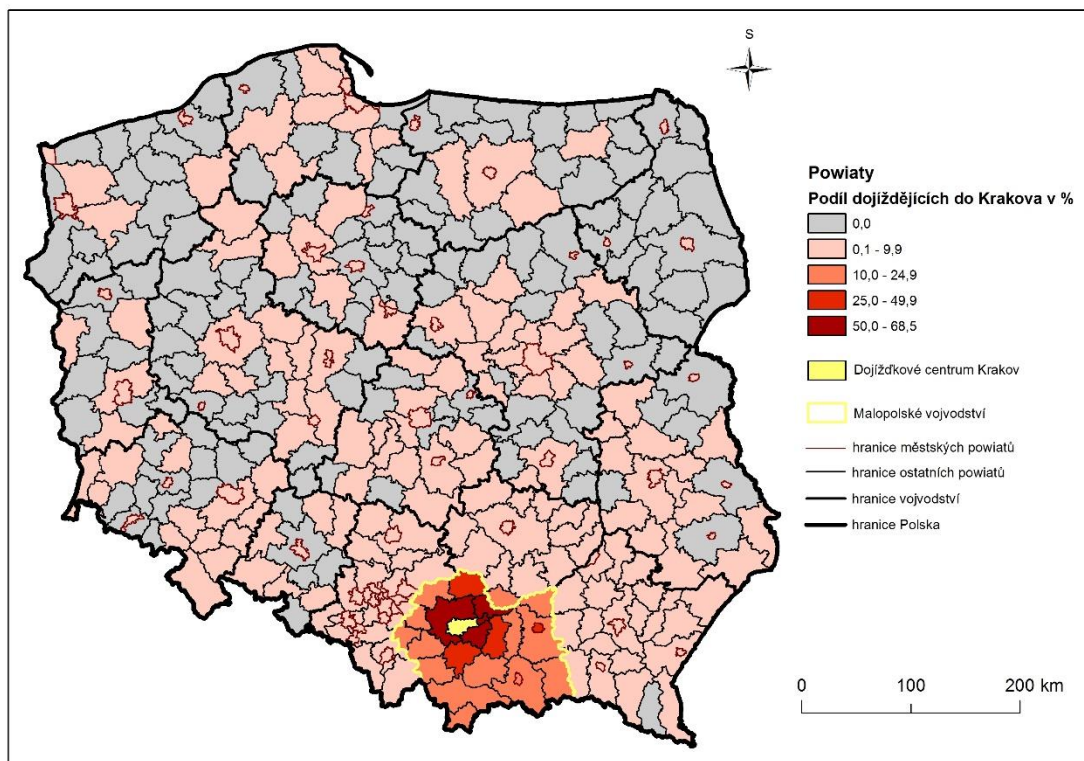 S
Powiaty
Podíl dojíždějících do Krakova v %
0,0
0,1 - 9,9
10,0 - 24,9
25,0 - 49,9
50,0 - 68,5
Dojížďkové centrum Krakov
Malopolské vojvodství
hranice městských powiatů
hranice ostatních powiatů
hranice vojvodství
hranice Polska
0 100 200 km